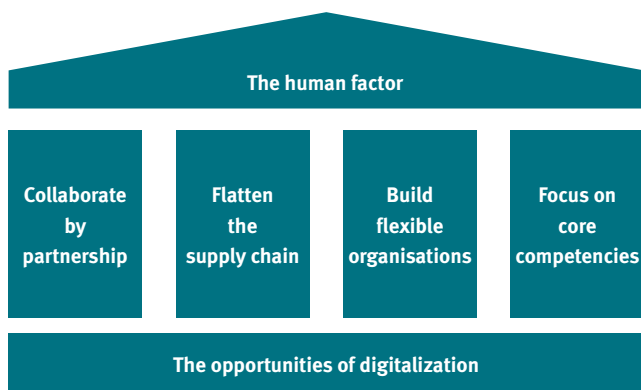 The human factor
Collaborate
by
partnership
Flatten
the
supply chain
Build
flexible
organisations
Focus on
core
competencies
The opportunities of digitalization